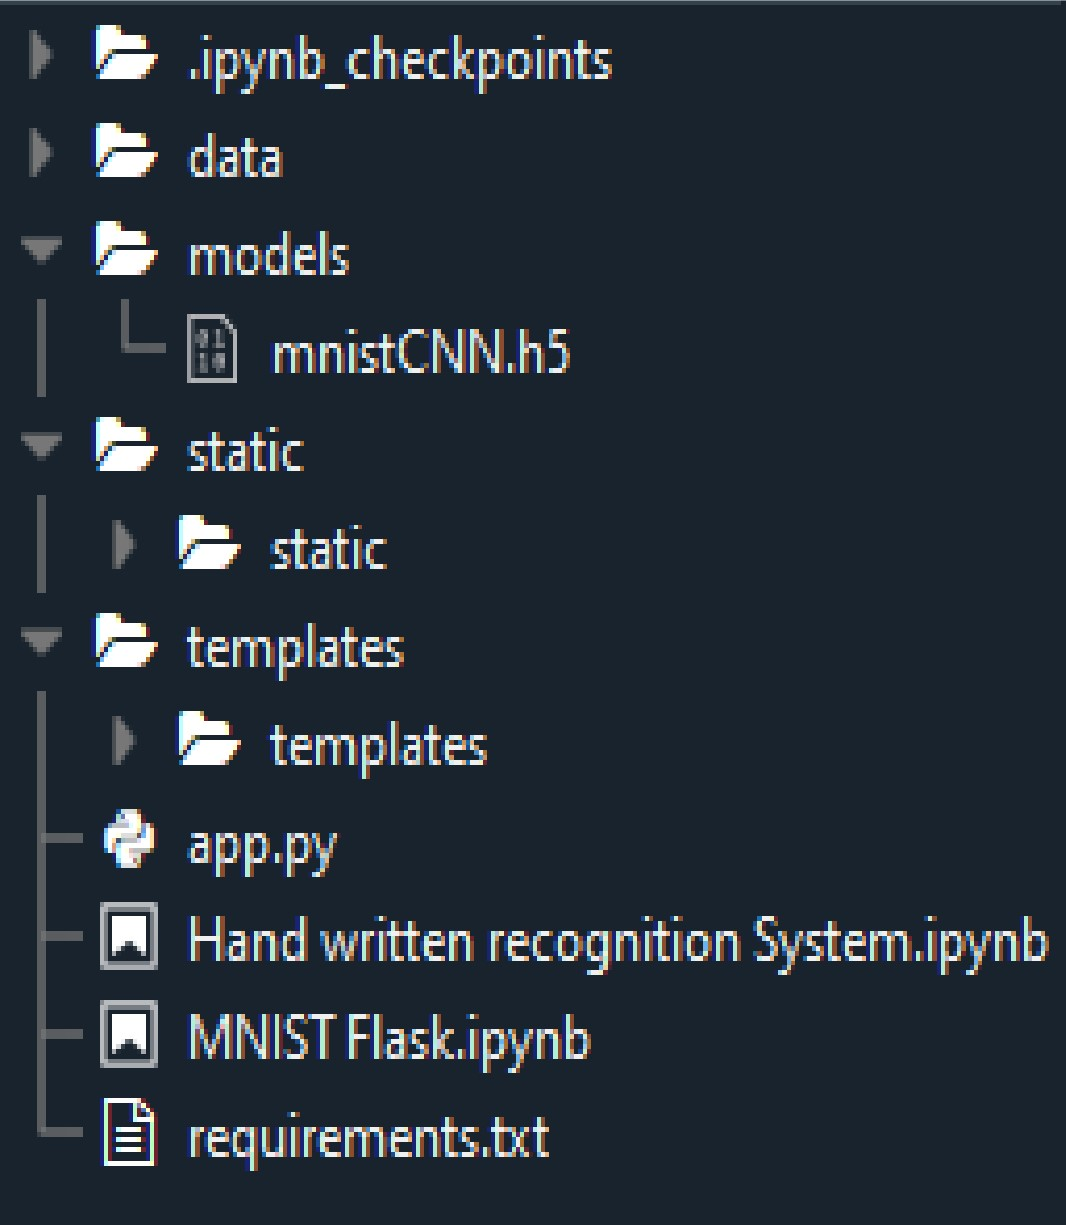 .ipynb_checkpoints
data
models
mnistCNN.h5
static
static
templates
templates
app.py
Hand written recognition System.ipynb
MNIST Flask.ipynb
requirements.txt